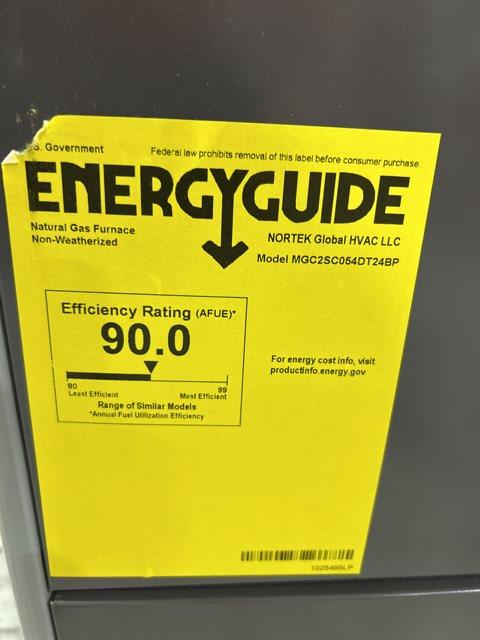 U.S. Government
Federal law prohibits removal of this label before consumer purchase.
ENERGYGUIDE
Natural Gas Furnace
Non-Weatherized
NORTEK Global HVAC LLC
Model MGC2SC054DT24BP
Efficiency Rating (AFUE)*
90.0
80
99
Least Efficient
Most Efficient
Range of Similar Models
*Annual Fuel Utilization Efficiency
For energy cost info, visit
productinfo.energy.gov
1025495LP